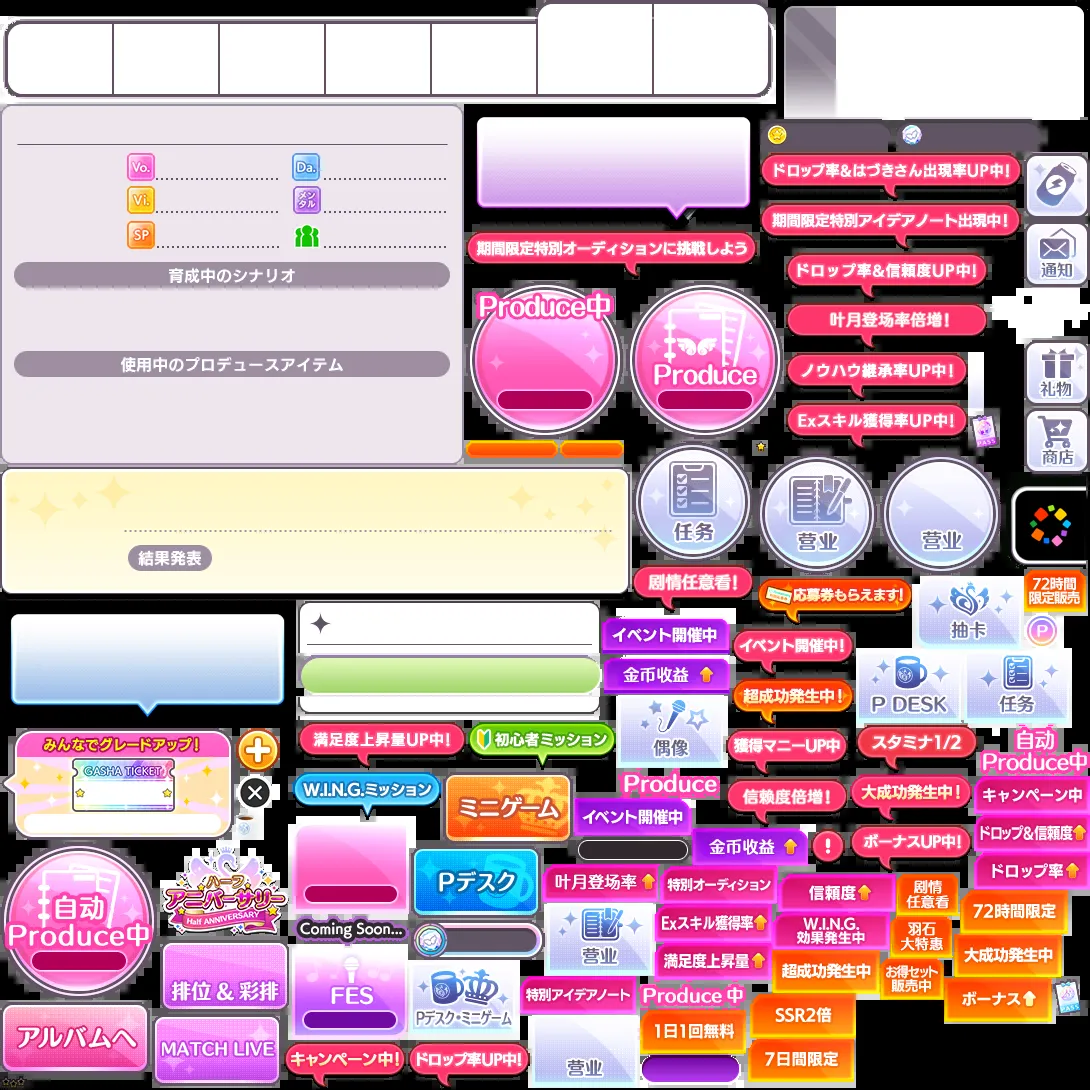 Vo.
Da.
Vi.
メンタル
SP
育成中のシナリオ
使用中のプロデュースアイテム
ドロップ率&はづきさん出現率UP中!
期間限定特別アイデアノート出現中!
期間限定特別オーディションに挑戦しよう
ドロップ率&信頼度UP中!
叶月登场率倍增!
ノウハウ継承率UP中!
Exスキル獲得率UP中!
通知
礼物
商店
PASS
Produce中
Produce
任务
营业
营业
結果発表
剧情任意看!
応募券もらえます!
72時間
限定販売
抽卡
P
イベント開催中
イベント開催中!
金币收益
超成功発生中!
P DESK
任务
偶像
満足度上昇量UP中!
初心者ミッション
獲得マニーUP中
スタミナ1/2
自动
Produce中
みんなでグレードアップ!
GASHA TICKET
W.I.N.G.ミッション
ミニゲーム
Produce
信赖度倍增!
大成功発生中!
キャンペーン中
イベント開催中
金币收益
!
ボーナスUP中!
ドロップ&信頼度
ドロップ率
自动
Produce中
ハーフ
アニバーサリー
Half ANNIVERSARY
Pデスク
叶月登场率
特別オーディション
信頼度
剧情
任意看
72時間限定
Coming Soon...
营业
Exスキル獲得率
W.I.N.G.
効果発生中
羽石
大特惠
大成功発生中
満足度上昇量
超成功発生中
お得セット
販売中
排位 & 彩排
FES
Pデスク・ミニゲーム
特別アイデアノート
Produce 中
ボーナス
PASS
アルバムへ
MATCH LIVE
キャンペーン中!
ドロップ率UP中!
营业
1日1回無料
SSR2倍
7日間限定